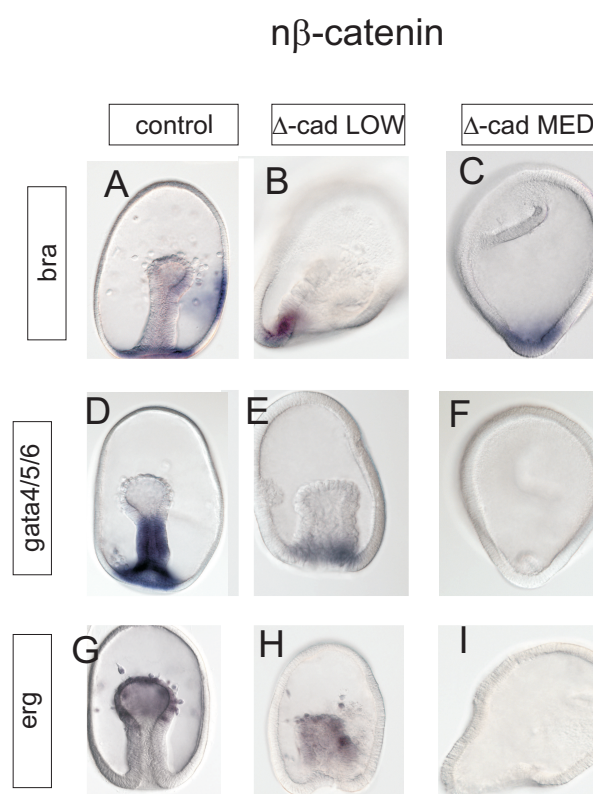 nβ-catenin
control Δ-cad LOW Δ-cad MED
bra
A B C
gata4/5/6
D E F
erg
G H I